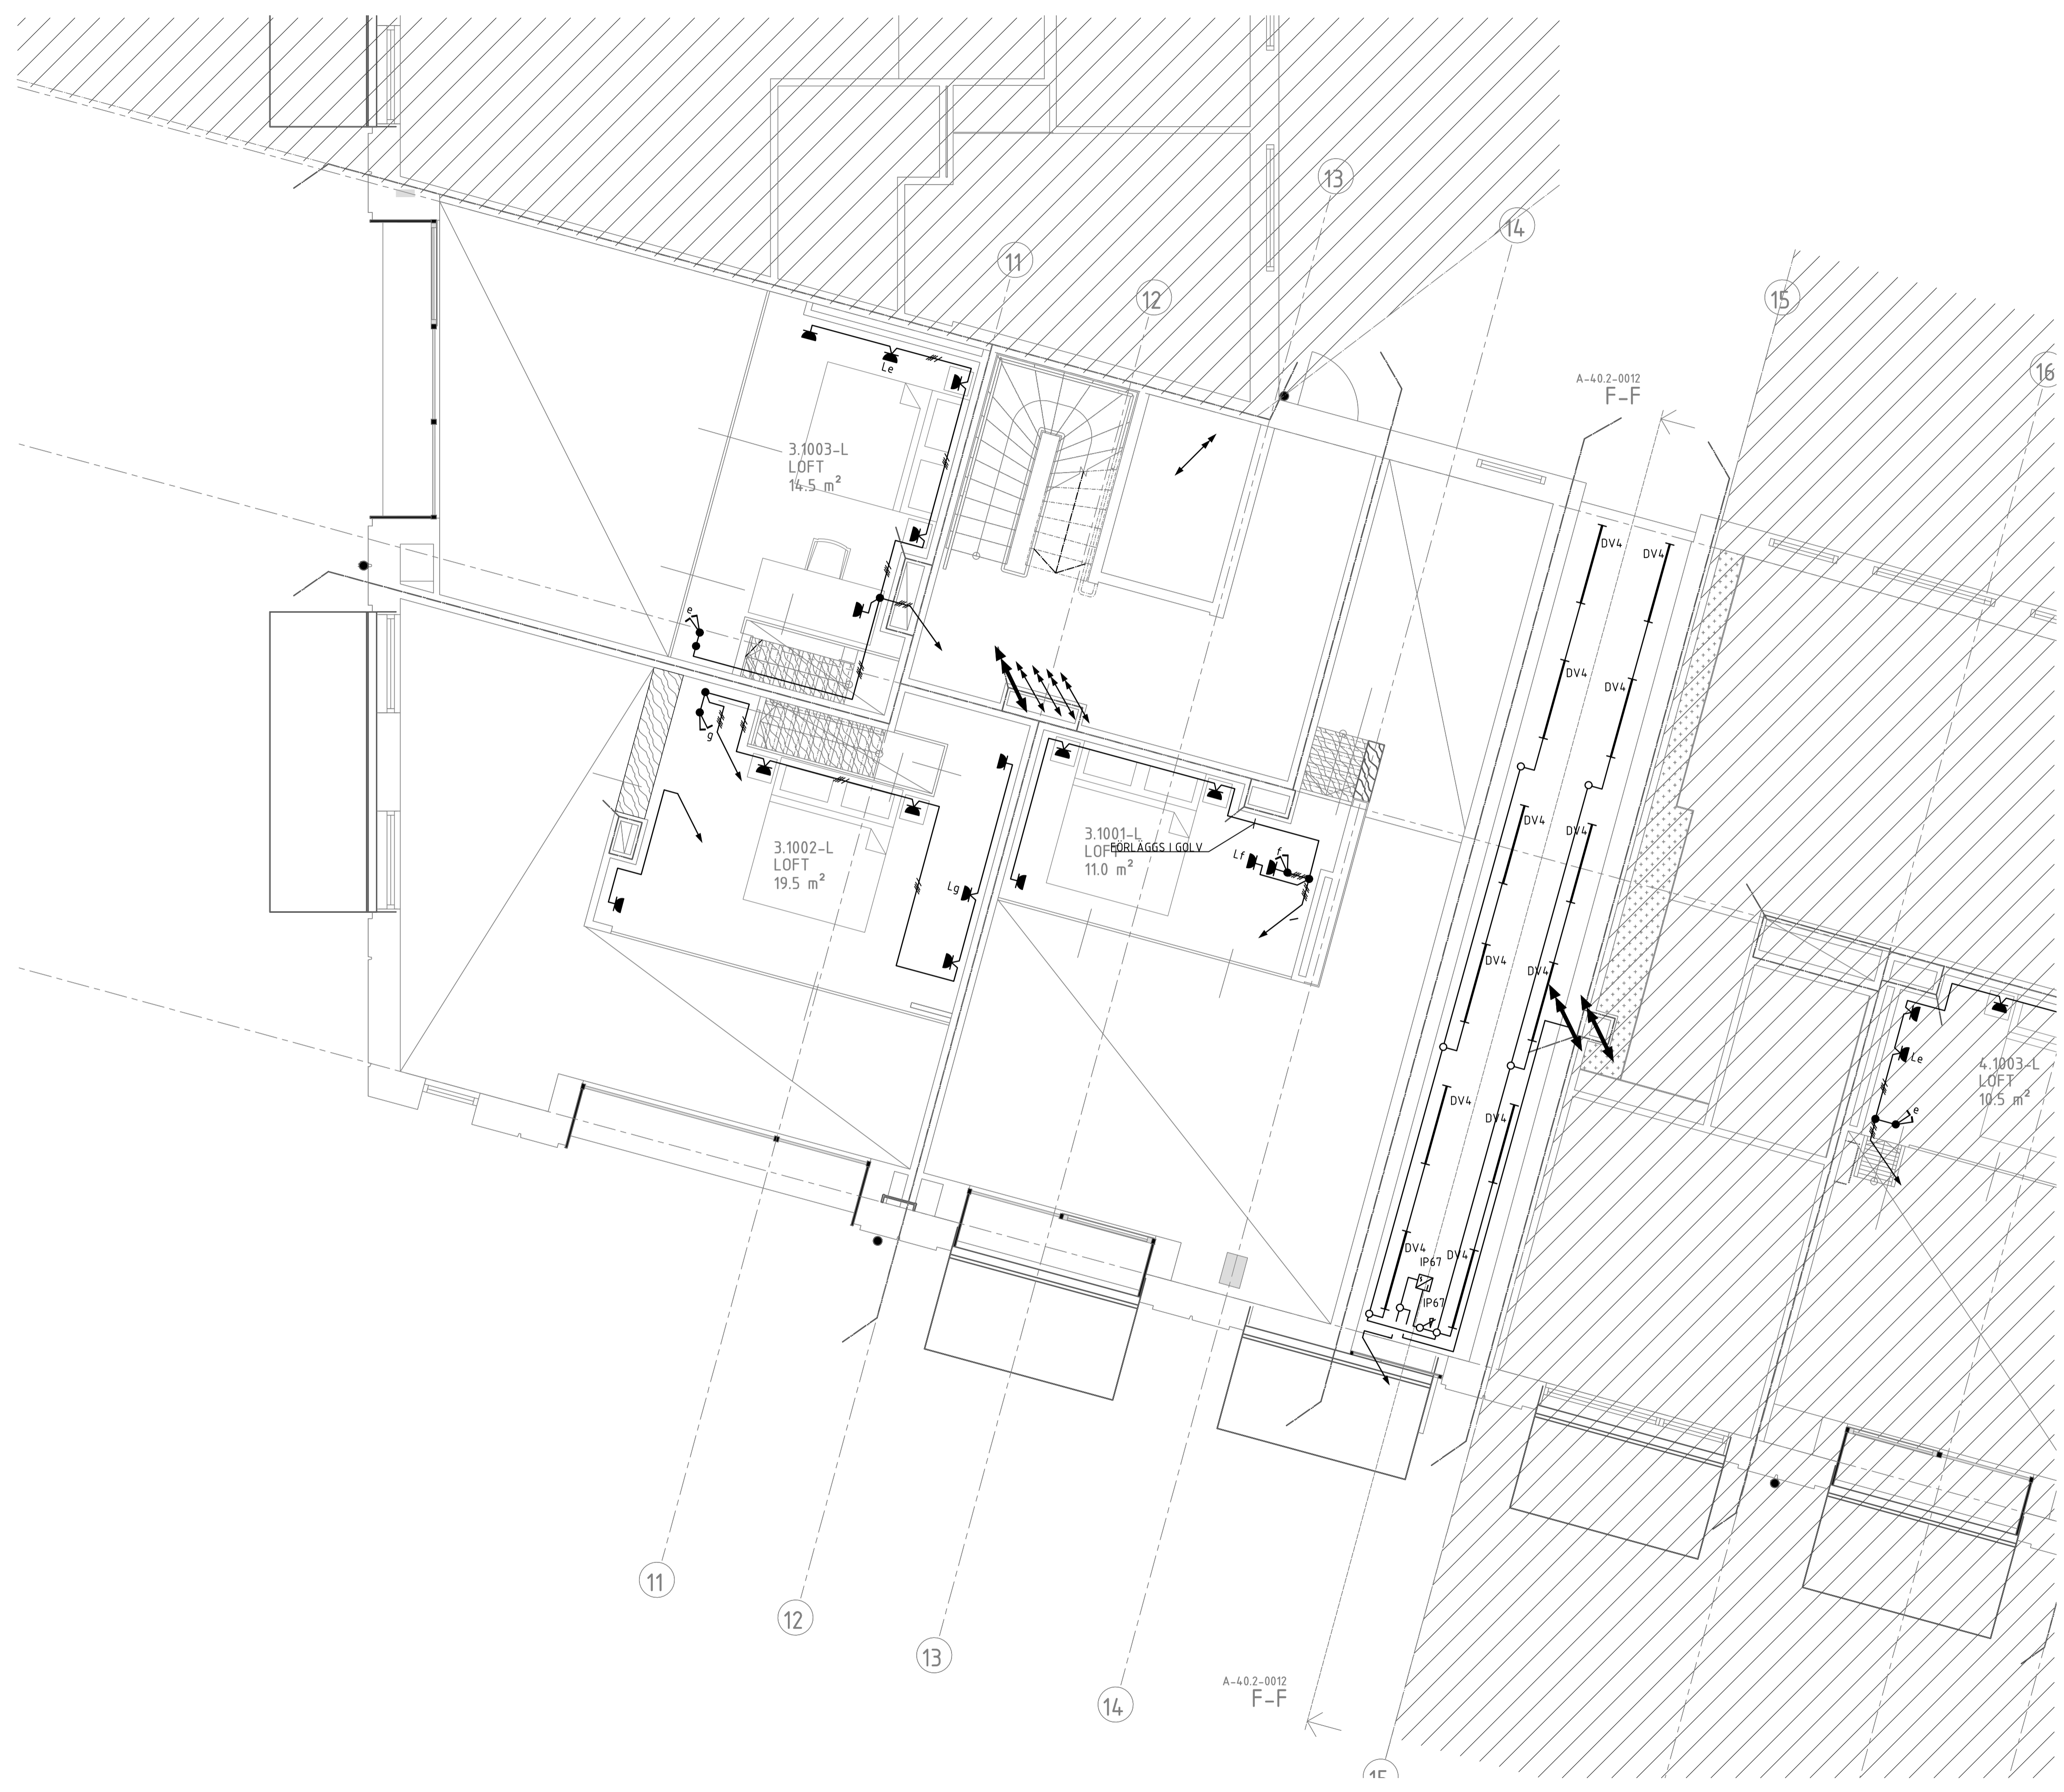 13
14
11
12
15
16
A-40.2-0012
F-F
Le
3.1003-L
LOFT
14.5 m²
DV4
DV4
e
DV4
DV4
g
DV4
DV4
3.1002-L
LOFT
19.5 m²
3.1001-L
LOFT
11.0 m²
FÖRLÄGGS I GOLV
Lf
f
Lg
DV4
DV4
Le
4.1003-L
LOFT
10.5 m²
e
DV4
DV4
DV4
DV4
IP67
IP67
11
12
13
14
A-40.2-0012
F-F
15